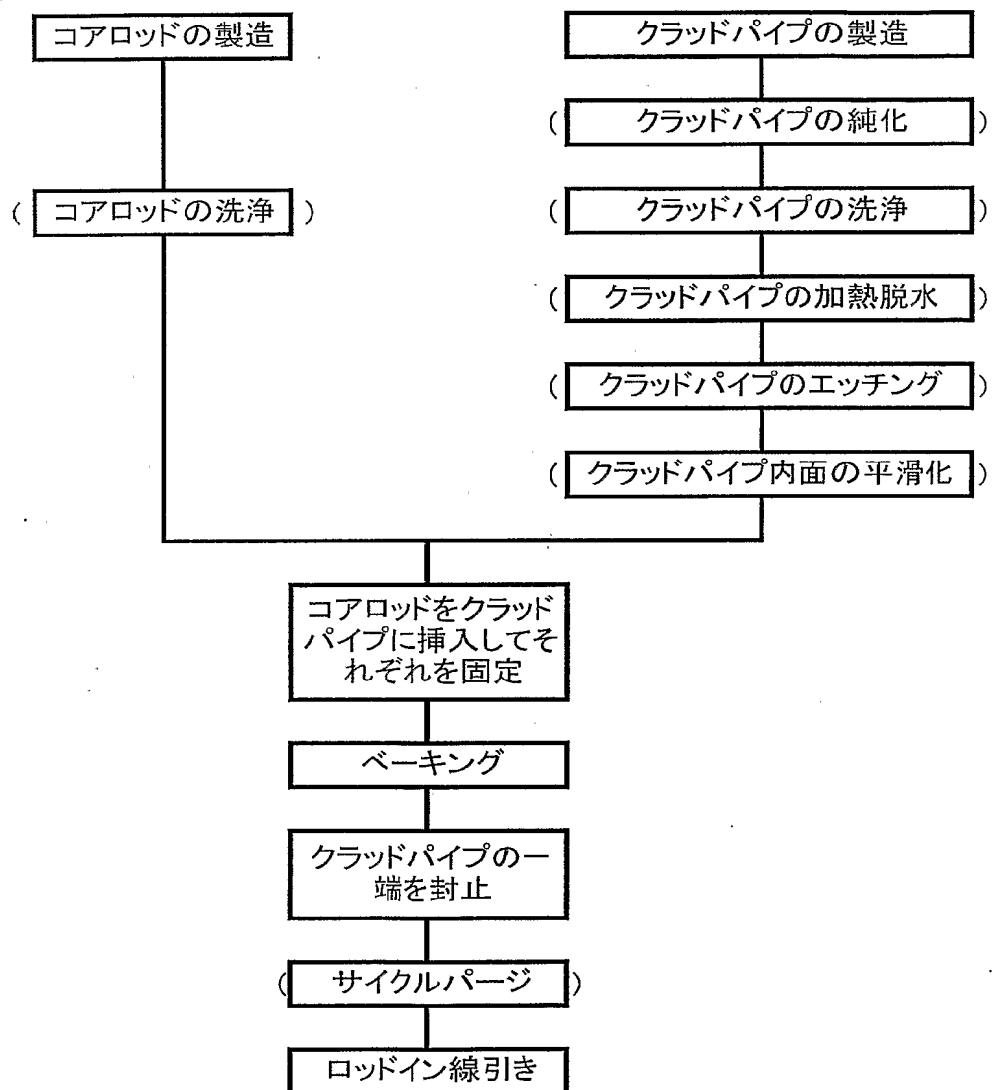 コアロッドの製造
(コアロッドの洗浄)
クラッドパイプの製造
(クラッドパイプの純化)
(クラッドパイプの洗浄)
(クラッドパイプの加熱脱水)
(クラッドパイプのエッチング)
(クラッドパイプ内面の平滑化)
コアロッドをクラッド
パイプに挿入してそ
れぞれを固定
ベーキング
クラッドパイプの一
端を封止
(サイクルパージ)
ロッドイン線引き